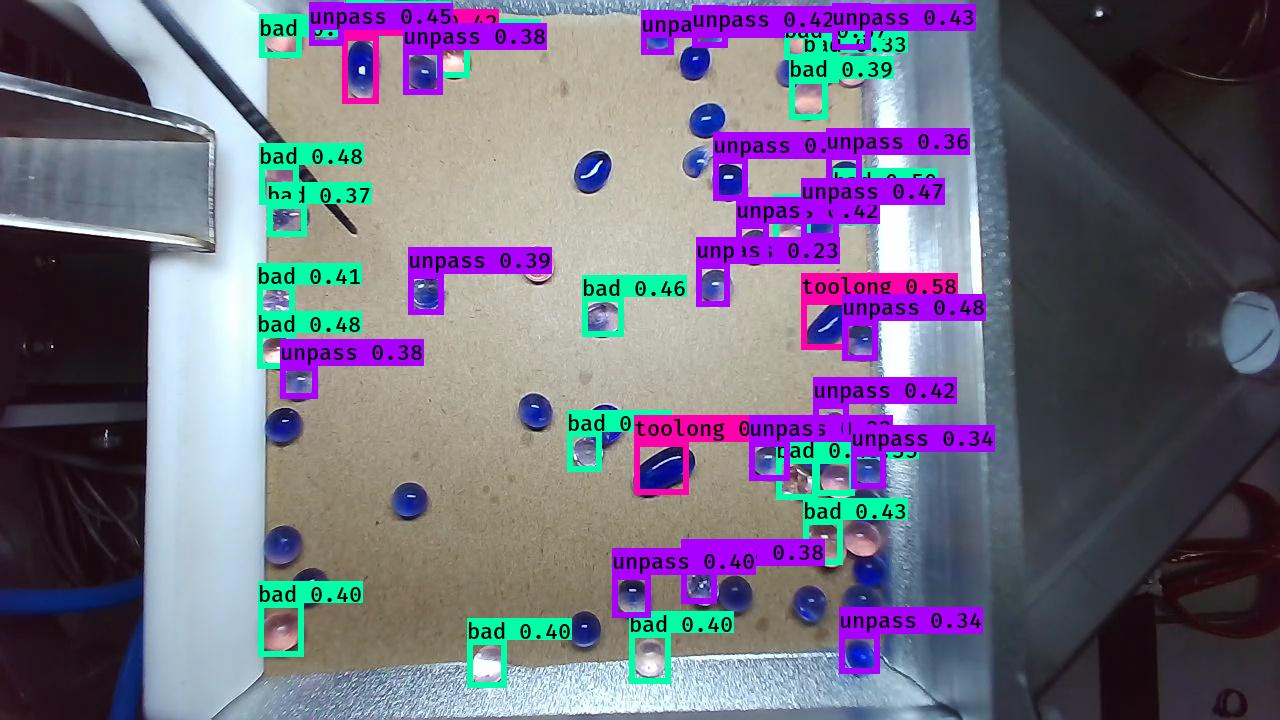 unpass 0.45
bad
unpass 0.42
unpass 0.43
unpass 0.38
0.33
bad 0.39
bad 0.48
unpass 0.36
unpass 0.
bad 0.37
unpass 0.47
0.42
unpass 0.39
0.23
bad 0.41
bad 0.46
toolong 0.58
unpass 0.48
bad 0.48
unpass 0.38
unpass 0.42
bad 0
toolong 0
unpass
unpass 0.34
bad 0.43
unpass 0.40
0.38
bad 0.40
bad 0.40
bad 0.40
unpass 0.34